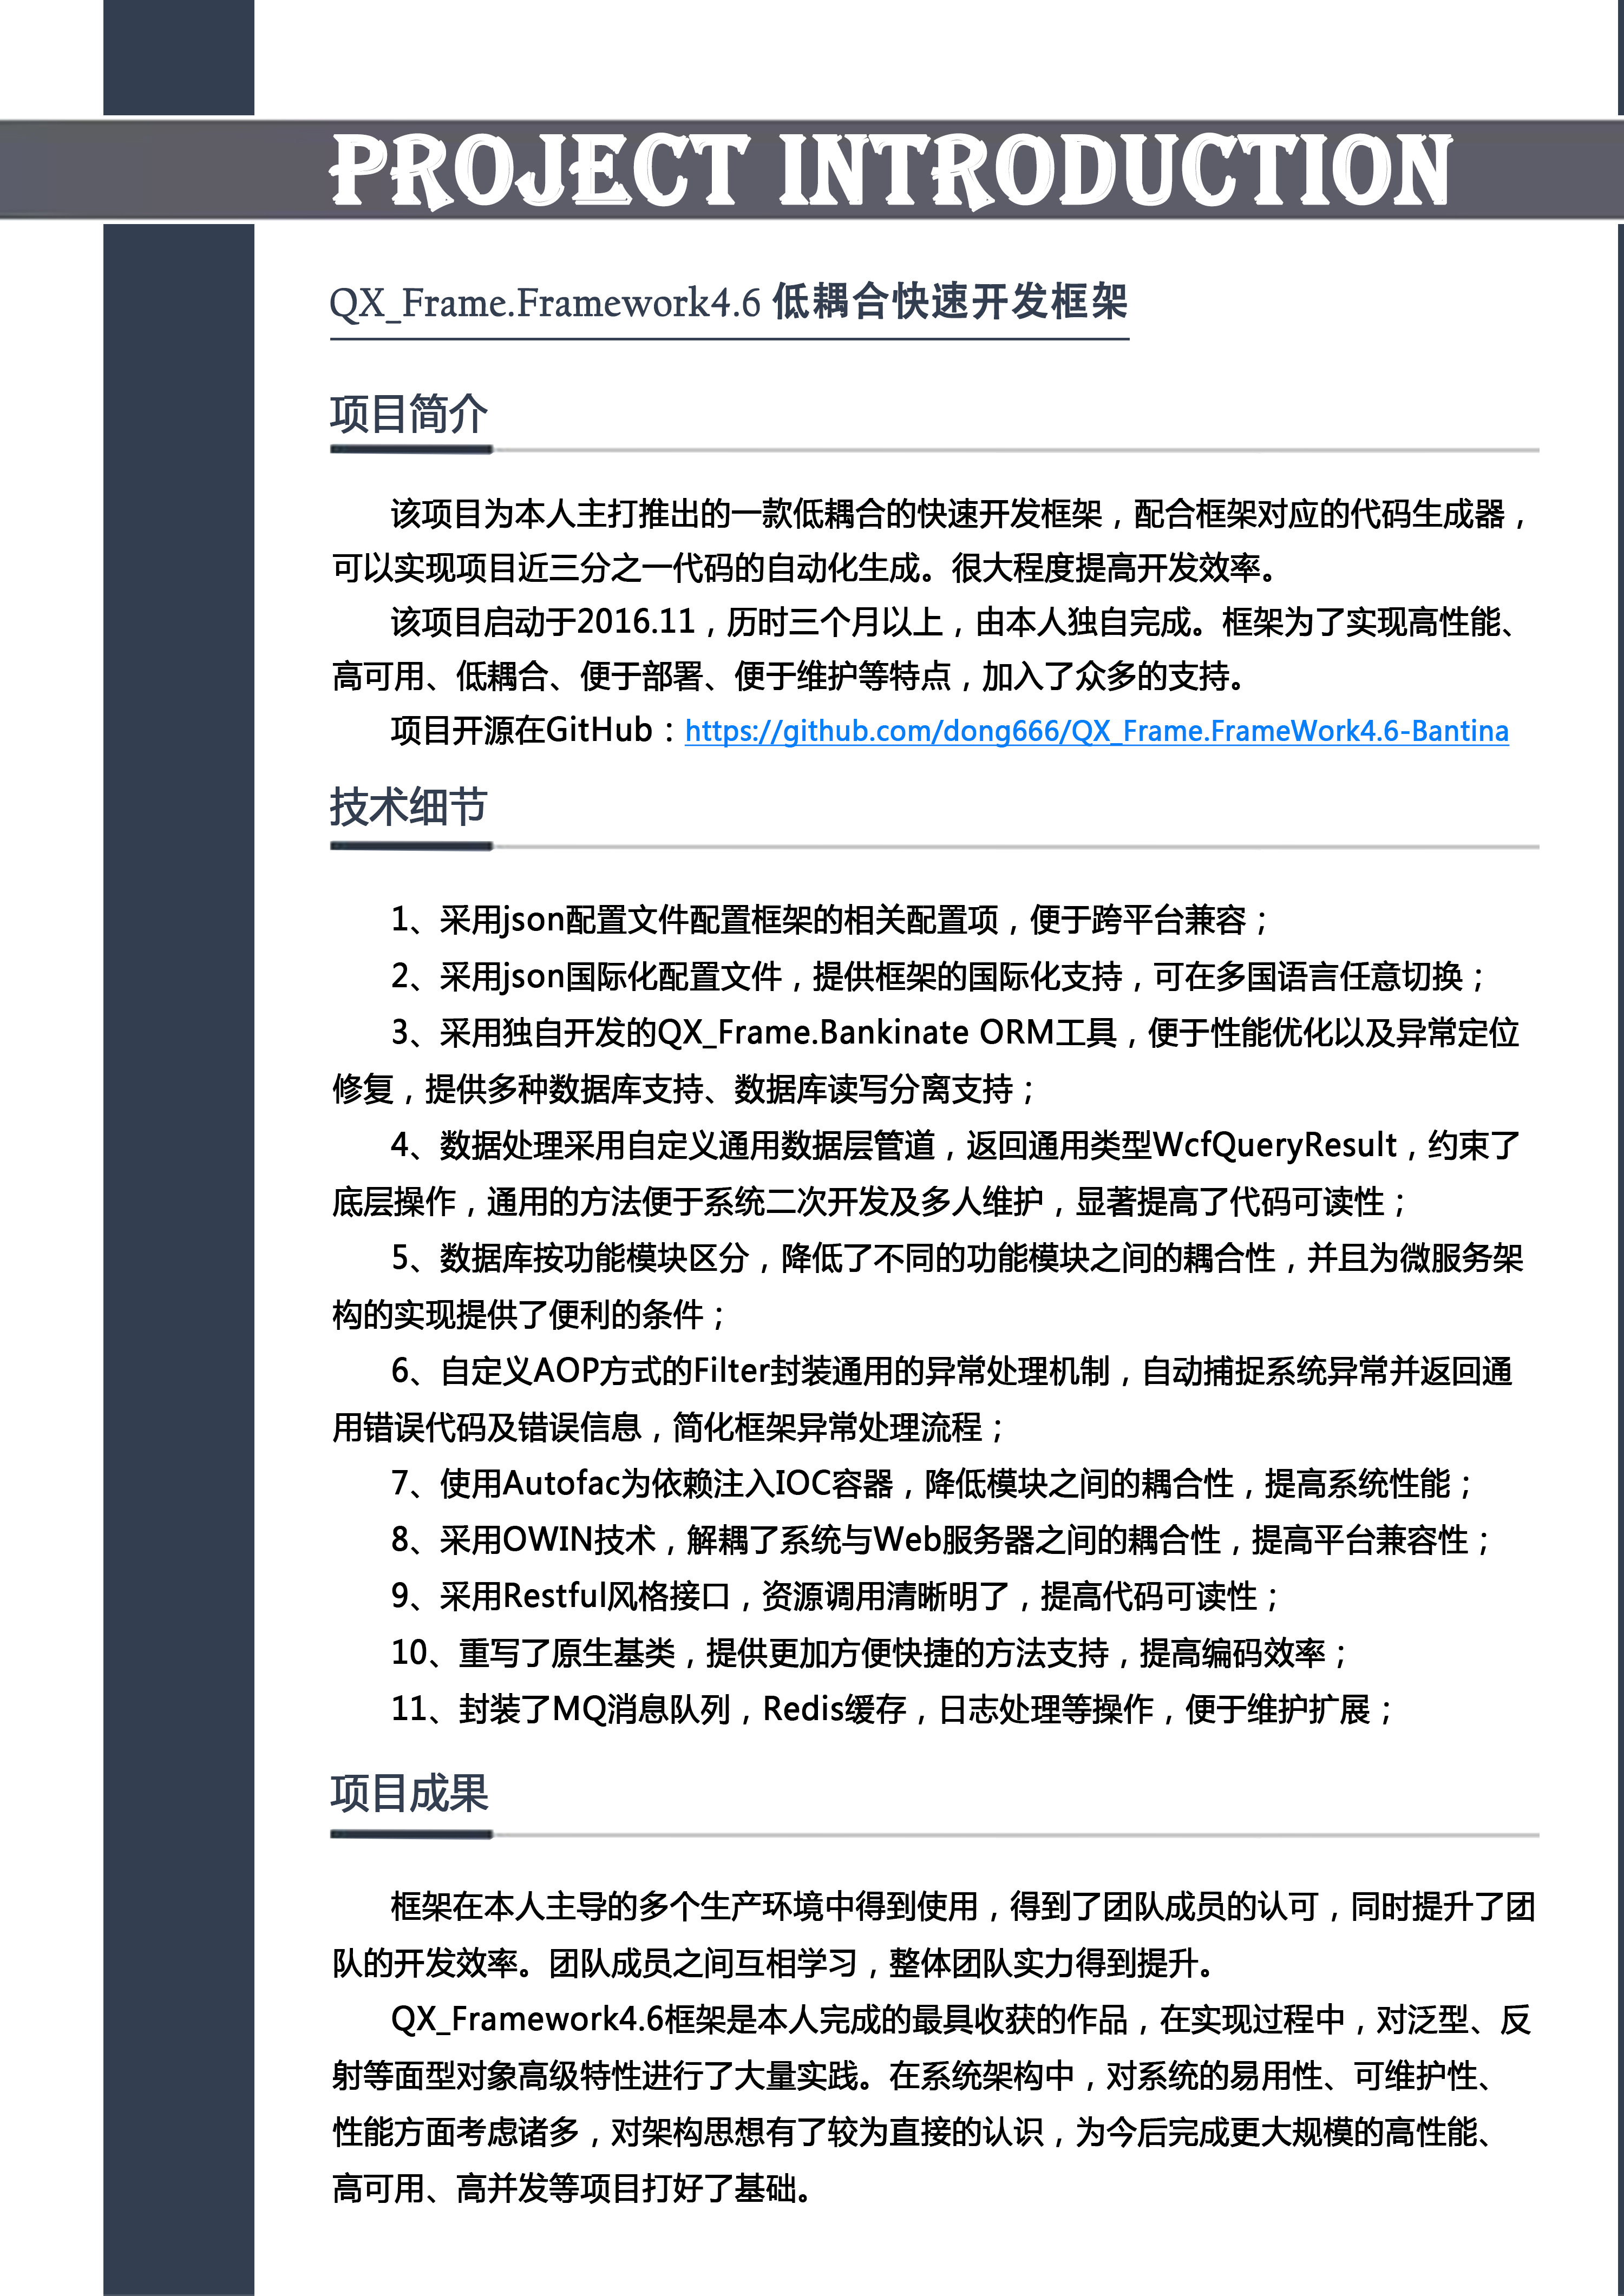 PROJECT INTRODUCTION
QX_Frame.Framework4.6 低耦合快速开发框架
项目简介
该项目为本人主打推出的一款低耦合的快速开发框架，配合框架对应的代码生成器，
可以实现项目近三分之一代码的自动化生成。很大程度提高开发效率。
该项目启动于2016.11，历时三个月以上，由本人独自完成。框架为了实现高性能、
高可用、低耦合、便于部署、便于维护等特点，加入了众多的支持。
项目开源在GitHub：https://github.com/dong666/QX_Frame.FrameWork4.6-Bantina
技术细节
1、采用json配置文件配置框架的相关配置项，便于跨平台兼容；
2、采用json国际化配置文件，提供框架的国际化支持，可在多国语言任意切换；
3、采用独自开发的QX_Frame.Bankinate ORM工具，便于性能优化以及异常定位
修复，提供多种数据库支持、数据库读写分离支持；
4、数据处理采用自定义通用数据层管道，返回通用类型WcfQueryResult，约束了
底层操作，通用的方法便于系统二次开发及多人维护，显著提高了代码可读性；
5、数据库按功能模块区分，降低了不同的功能模块之间的耦合性，并且为微服务架
构的实现提供了便利的条件；
6、自定义AOP方式的Filter封装通用的异常处理机制，自动捕捉系统异常并返回通
用错误代码及错误信息，简化框架异常处理流程；
7、使用Autofac为依赖注入IOC容器，降低模块之间的耦合性，提高系统性能；
8、采用OWIN技术，解耦了系统与Web服务器之间的耦合性，提高平台兼容性；
9、采用Restful风格接口，资源调用清晰明了，提高代码可读性；
10、重写了原生基类，提供更加方便快捷的方法支持，提高编码效率；
11、封装了MQ消息队列，Redis缓存，日志处理等操作，便于维护扩展；
项目成果
框架在本人主导的多个生产环境中得到使用，得到了团队成员的认可，同时提升了团
队的开发效率。团队成员之间互相学习，整体团队实力得到提升。
QX_Framework4.6框架是本人完成的最具收获的作品，在实现过程中，对泛型、反
射等面型对象高级特性进行了大量实践。在系统架构中，对系统的易用性、可维护性、
性能方面考虑诸多，对架构思想有了较为直接的认识，为今后完成更大规模的高性能、
高可用、高并发等项目打好了基础。